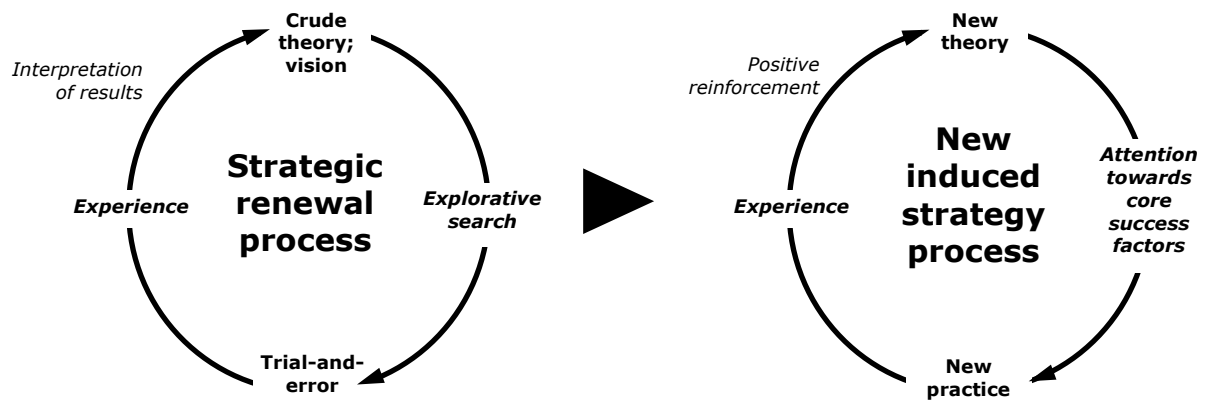 Crude
theory;
vision
Interpretation
of results
Strategic
renewal
process
Experience
Explorative
search
Trial-and-
error
New
theory
Positive
reinforcement
New
induced
strategy
process
Experience
Attention
towards
core
success
factors
New
practice